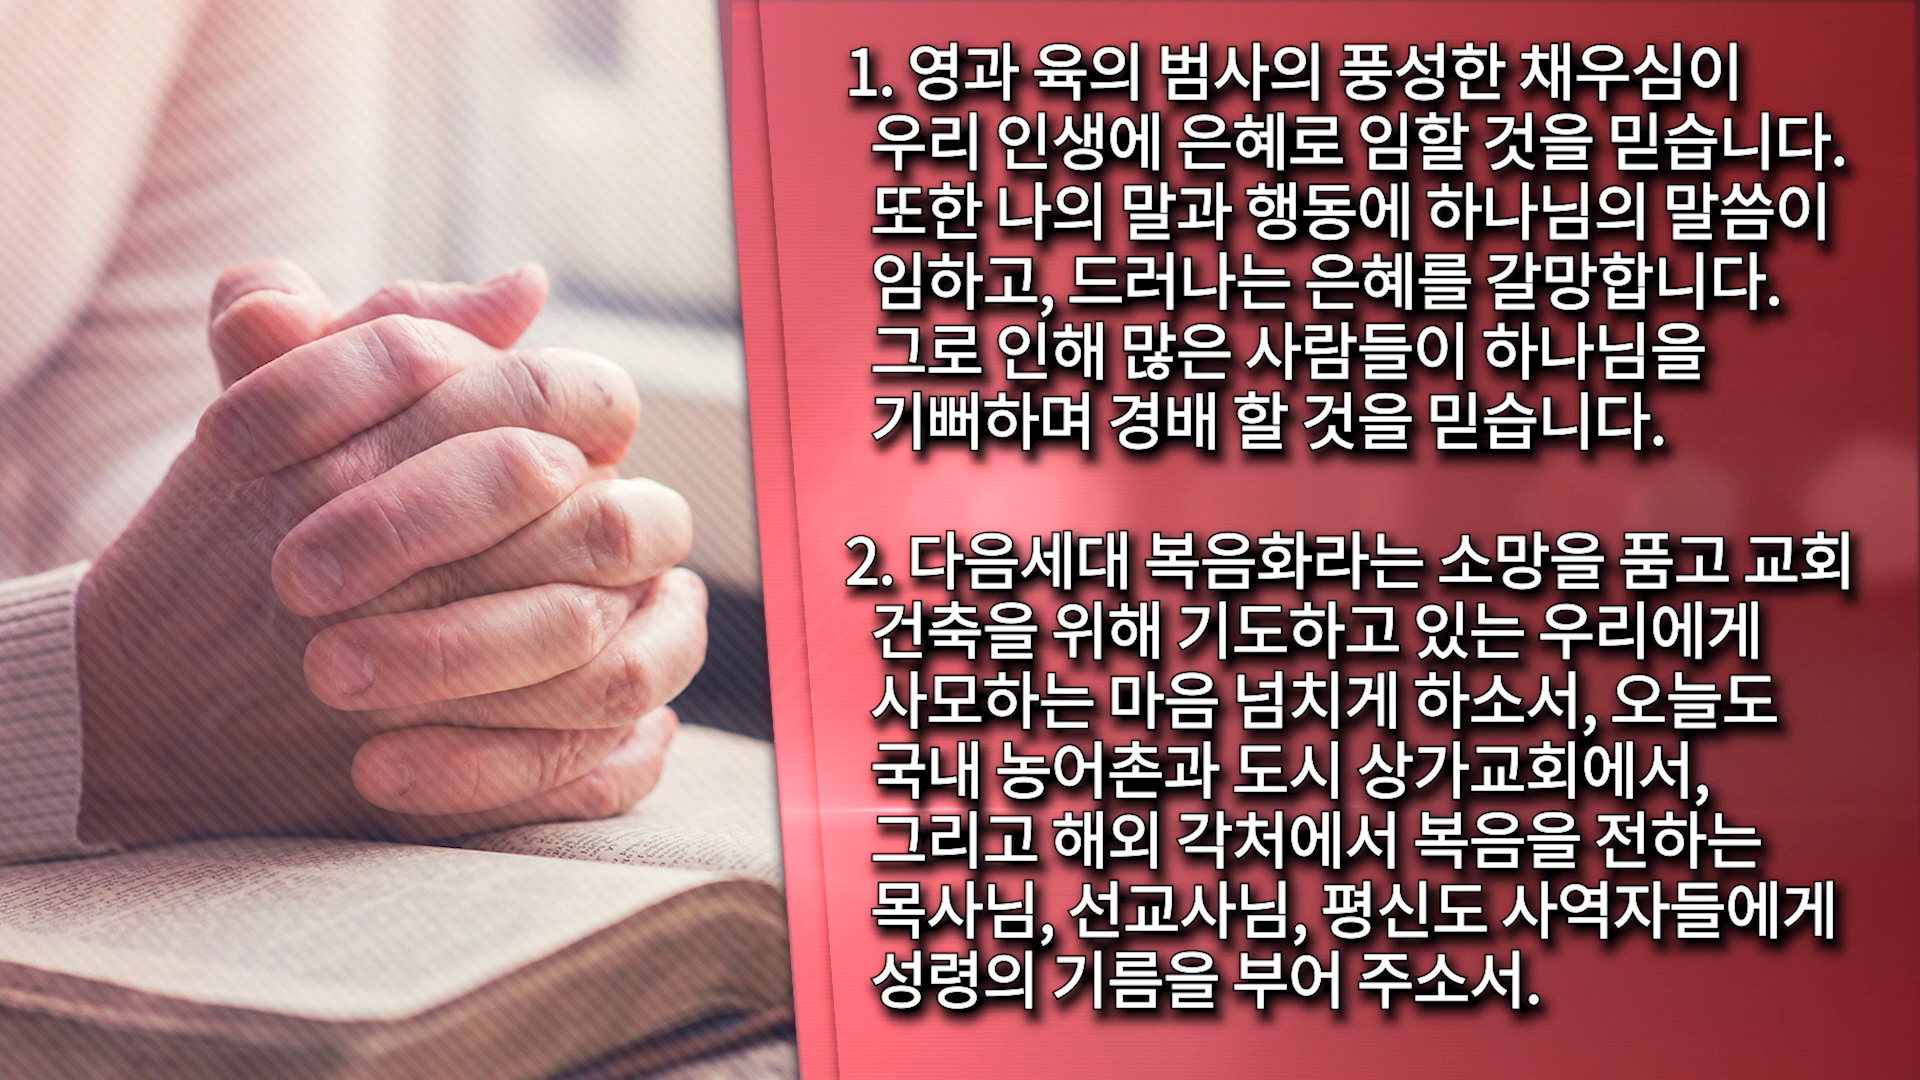 1. 영과 육의 범사의 풍성한 채우심이
우리 인생에 은혜로 임할 것을 믿습니다.
또한 나의 말과 행동에 하나님의 말씀이
임하고, 드러나는 은혜를 갈망합니다.
그로 인해 많은 사람들이 하나님을
기뻐하며 경배 할 것을 믿습니다.
2. 다음세대 복음화라는 소망을 품고 교회
건축을 위해 기도하고 있는 우리에게
사모하는 마음 넘치게 하소서, 오늘도
국내 농어촌과 도시 상가교회에서,
그리고 해외 각처에서 복음을 전하는
목사님, 선교사님, 평신도 사역자들에게
성령의 기름을 부어 주소서.